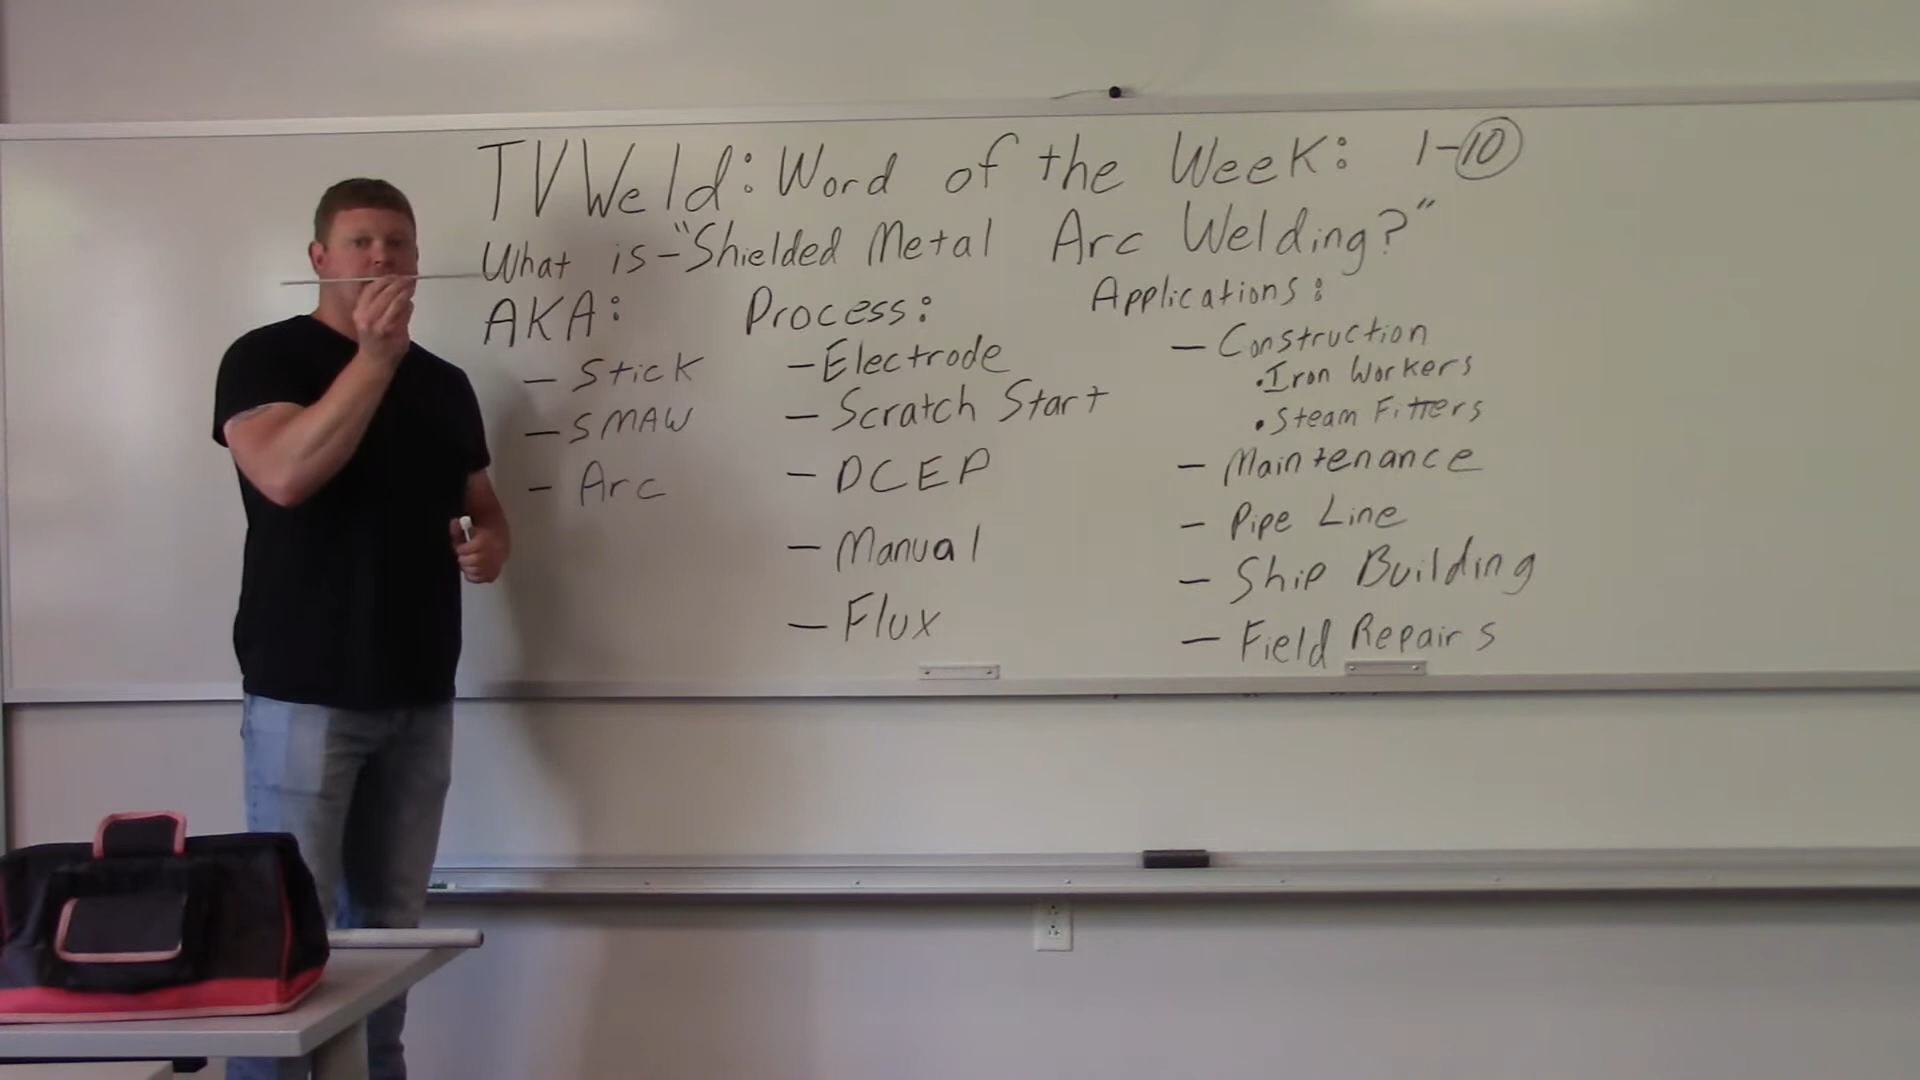 TVWeld: Word of the Week: 1-10
What is-"Shielded Metal Arc Welding?"
AKA:
- Stick
- SMAW
- Arc
Process:
- Electrode
- Scratch Start
- DCEP
- Manual
- Flux
Applications:
- Construction
• Iron Workers
• Steam Fitters
- Maintenance
- Pipe Line
- Ship Building
- Field Repairs